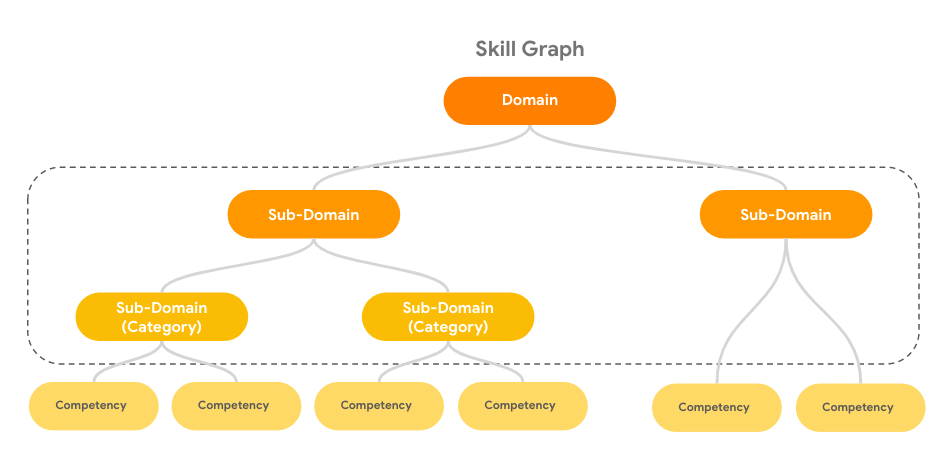 Skill Graph
Domain
Sub-Domain
Sub-Domain
Sub-Domain
(Category)
Sub-Domain
(Category)
Competency
Competency
Competency
Competency
Competency
Competency